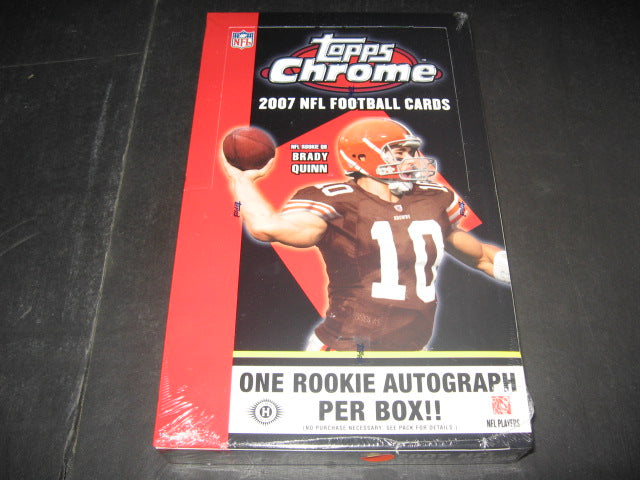 NFL
Topps
Chrome
2007 NFL FOOTBALL CARDS
NFL ROOKIE QB
BRADY
QUINN
BROWNS
10
ONE ROOKIE AUTOGRAPH
PER BOX!!
(NO PURCHASE NECESSARY. SEE PACK FOR DETAILS.)
H
NFL PLAYERS